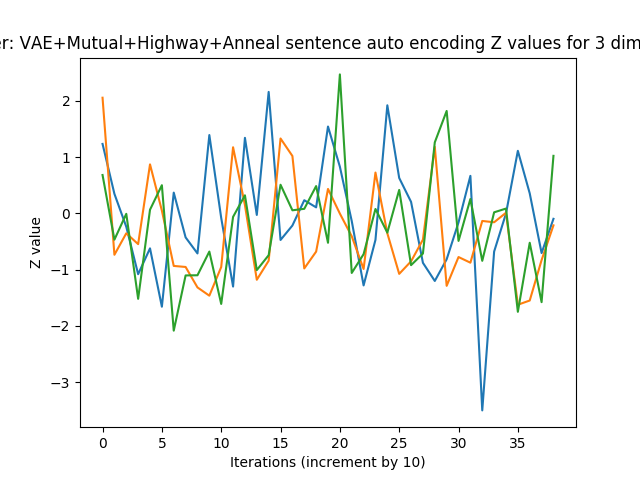 er: VAE+Mutual+Highway+Anneal sentence auto encoding Z values for 3 dim
2
1
0
−1
−2
−3
Z value
0 5 10 15 20 25 30 35
Iterations (increment by 10)